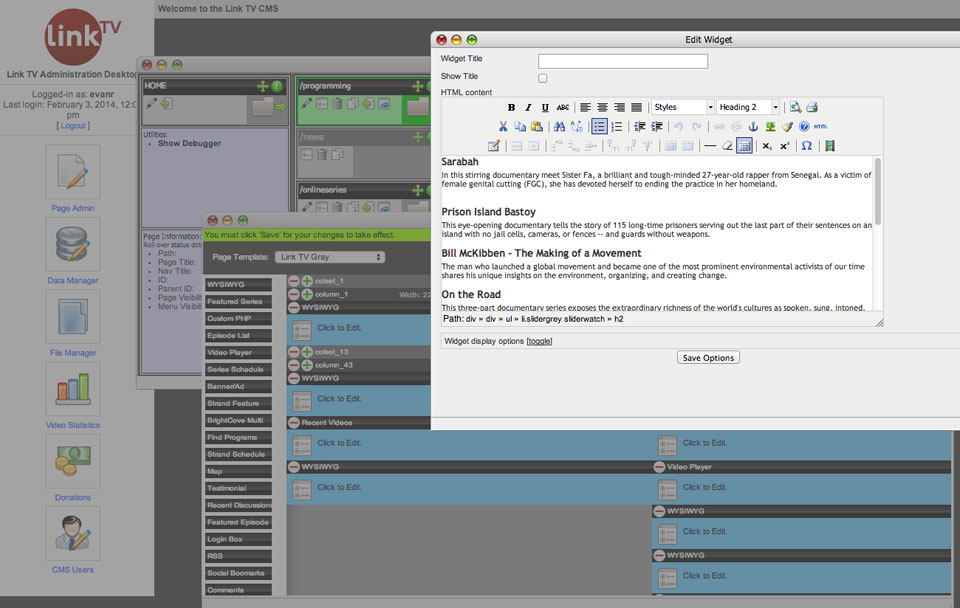 link TV
Link TV Administration Desktop
Logged-in as: evanr
Last login: February 3, 2014, 12:0
pm
[ Logout ]
Page Admin
Data Manager
File Manager
Video Statistics
Donations
CMS Users
Welcome to the Link TV CMS
HOME
Utilities:
Show Debugger
Page Information:
Roll over status dot
Path:
Page Title:
Nav Title:
ID:
Parent ID:
Page Visibi
Menu Visibi
/programming
/news
/onlineseries
You must click 'Save' for your changes to take effect.
Page Template: Link TV Gray
WYSIWYG
Featured Series
Custom PHP
Episode List
Video Player
Series Schedule
Banner/Ad
Strand Feature
BrightCove Multi
Find Programs
Strand Schedule
Map
Testimonial
Recent Discussion
Featured Episode
Login Box
RSS
Social Boomarks
Comments
colset_1
column_1 Width: 22
WYSIWYG
Click to Edit.
colset_13
column_43
WYSIWYG
Click to Edit.
Recent Videos
Click to Edit.
WYSIWYG
Click to Edit.
Click to Edit.
Video Player
Click to Edit.
WYSIWYG
Click to Edit.
WYSIWYG
Click to Edit.
Edit Widget
Widget Title
Show Title
HTML content
B I U ABC Styles Heading 2
HTML
Sarabah
In this stirring documentary meet Sister Fa, a brilliant and tough-minded 27-year-old rapper from Senegal. As a victim of
female genital cutting (FGC), she has devoted herself to ending the practice in her homeland.
Prison Island Bastoy
This eye-opening documentary tells the story of 115 long-time prisoners serving out the last part of their sentences on an
island with no jail cells, cameras, or fences -- and guards without weapons.
Bill McKibben - The Making of a Movement
The man who launched a global movement and became one of the most prominent environmental activists of our time
shares his unique insights on the environment, organizing, and creating change.
On the Road
This three-part documentary series exposes the extraordinary richness of the world's cultures as spoken, sung, intoned,
Path: div » div » ul » li.slidergrey sliderwatch » h2
Widget display options [toggle]
Save Options